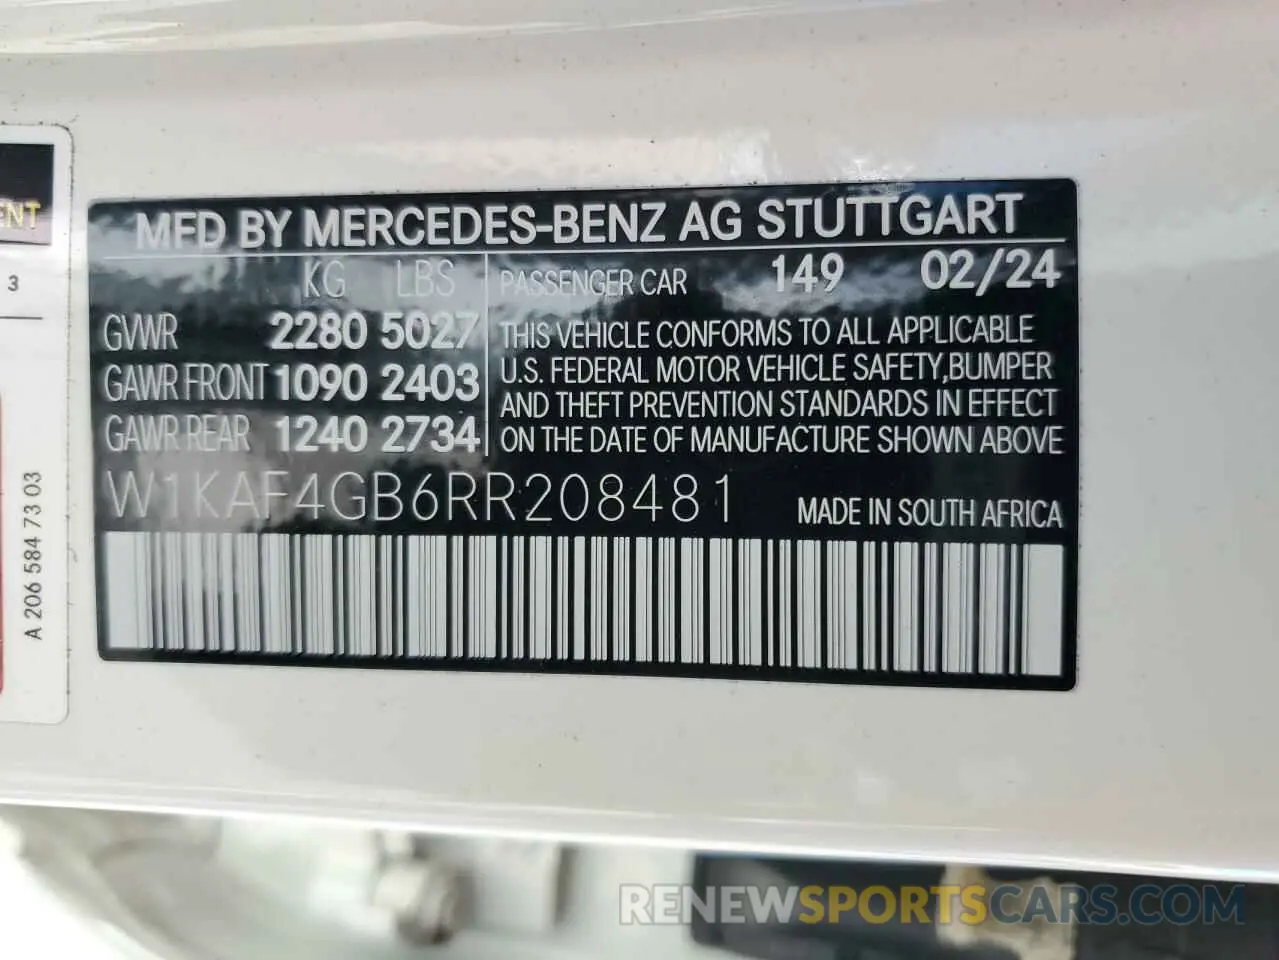 ENT
3
A 206 584 73 03
MFD BY MERCEDES-BENZ AG STUTTGART
KG LBS
GVWR 2280 5027
GAWR FRONT 1090 2403
GAWR REAR 1240 2734
PASSENGER CAR 149 02/24
THIS VEHICLE CONFORMS TO ALL APPLICABLE
U.S. FEDERAL MOTOR VEHICLE SAFETY,BUMPER
AND THEFT PREVENTION STANDARDS IN EFFECT
ON THE DATE OF MANUFACTURE SHOWN ABOVE
W1KAF4GB6RR208481
MADE IN SOUTH AFRICA
RENEWSPORTSCARS.COM